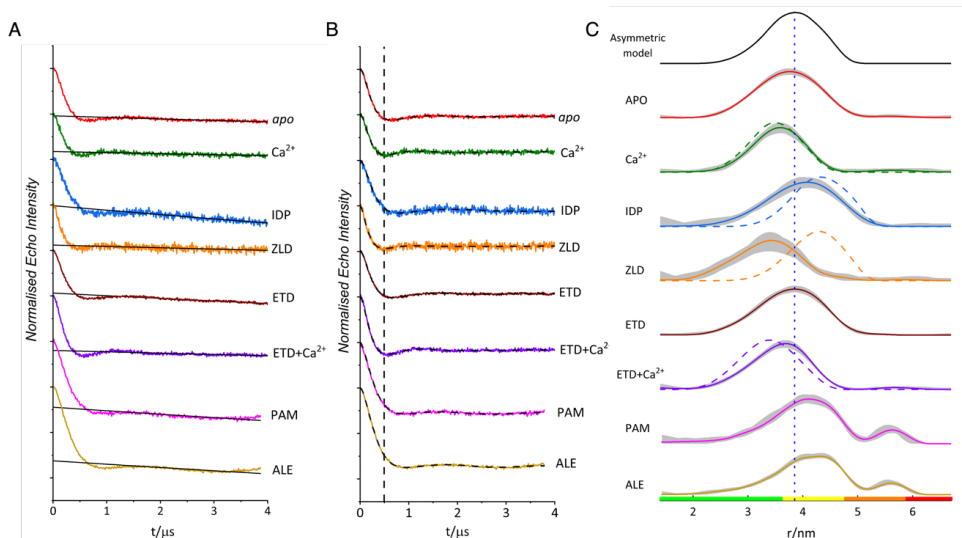 A
Normalised Echo Intensity
apo
Ca²⁺
IDP
ZLD
ETD
ETD+Ca²⁺
PAM
ALE
0 1 2 3 4
t/μs
B
Normalised Echo Intensity
apo
Ca²⁺
IDP
ZLD
ETD
ETD+Ca²
PAM
ALE
0 1 2 3 4
t/μs
C
Asymmetric
model
APO
Ca²⁺
IDP
ZLD
ETD
ETD+Ca²⁺
PAM
ALE
2 3 4 5 6
r/nm